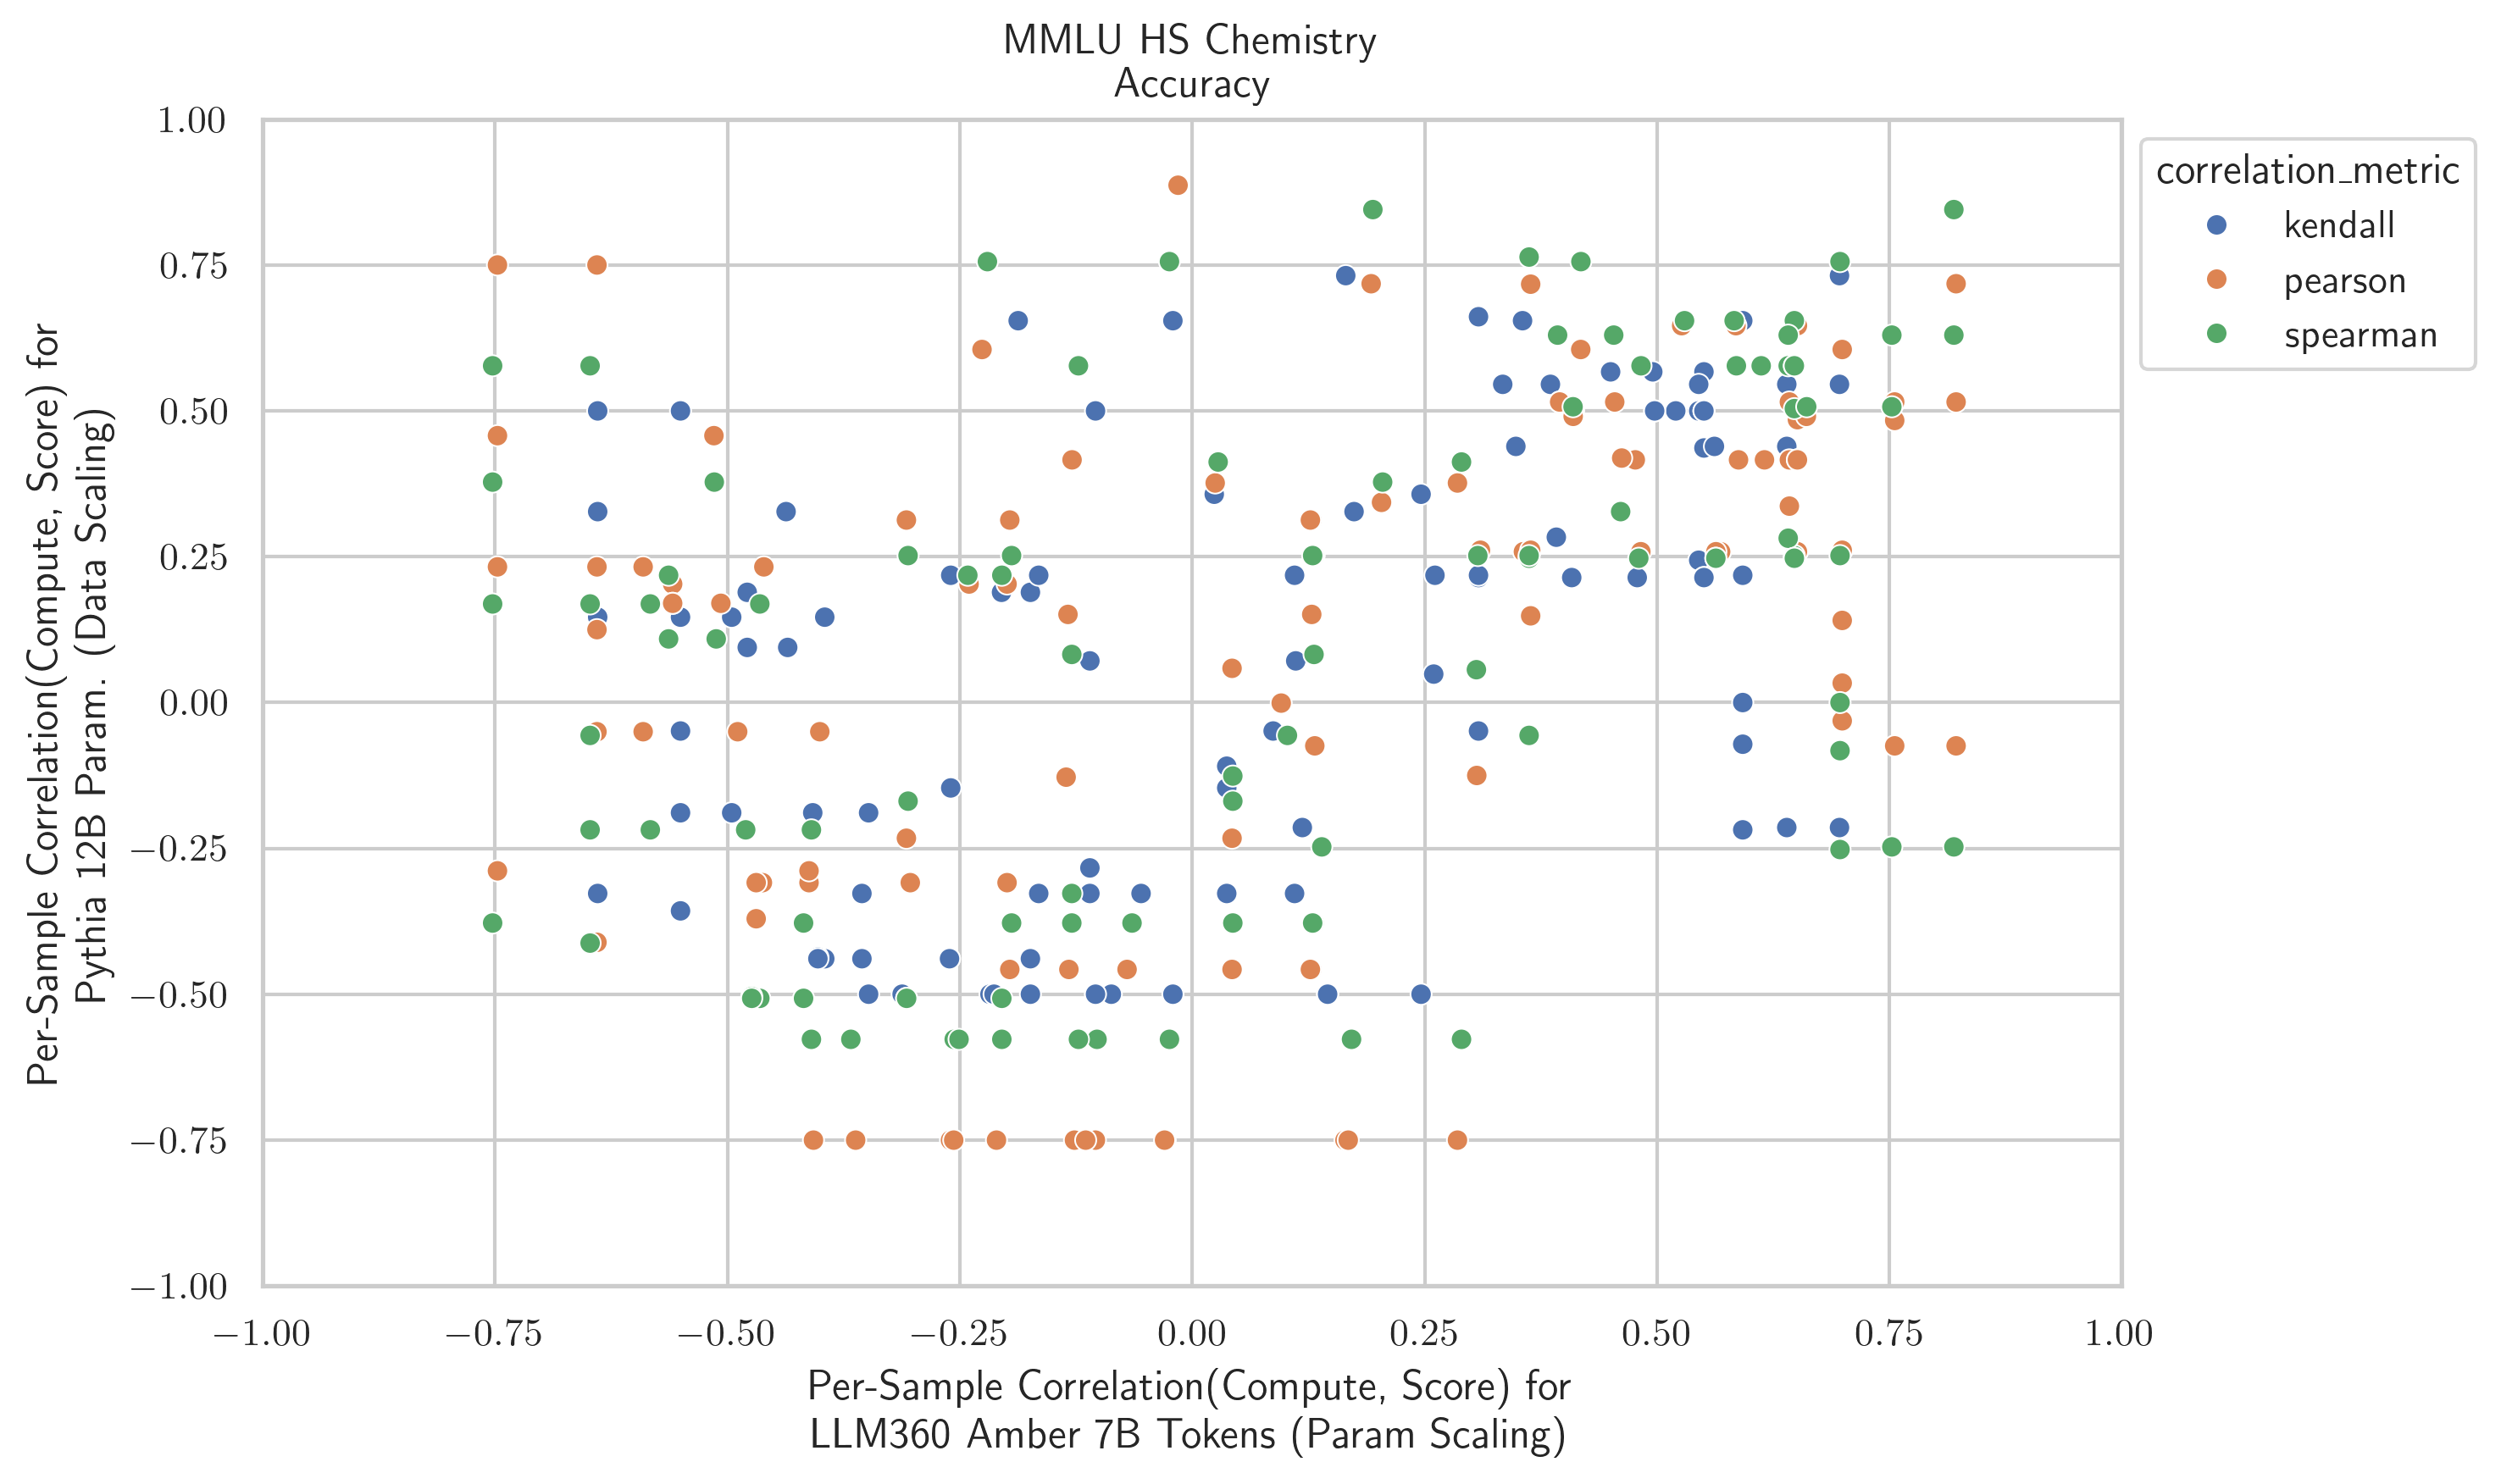 MMLU HS Chemistry
Accuracy
Per-Sample Correlation(Compute, Score) for
Pythia 12B Param. (Data Scaling)
1.00
0.75
0.50
0.25
0.00
−0.25
−0.50
−0.75
−1.00
−1.00
−0.75
−0.50
−0.25
0.00
0.25
0.50
0.75
1.00
Per-Sample Correlation(Compute, Score) for
LLM360 Amber 7B Tokens (Param Scaling)
correlation_metric
kendall
pearson
spearman